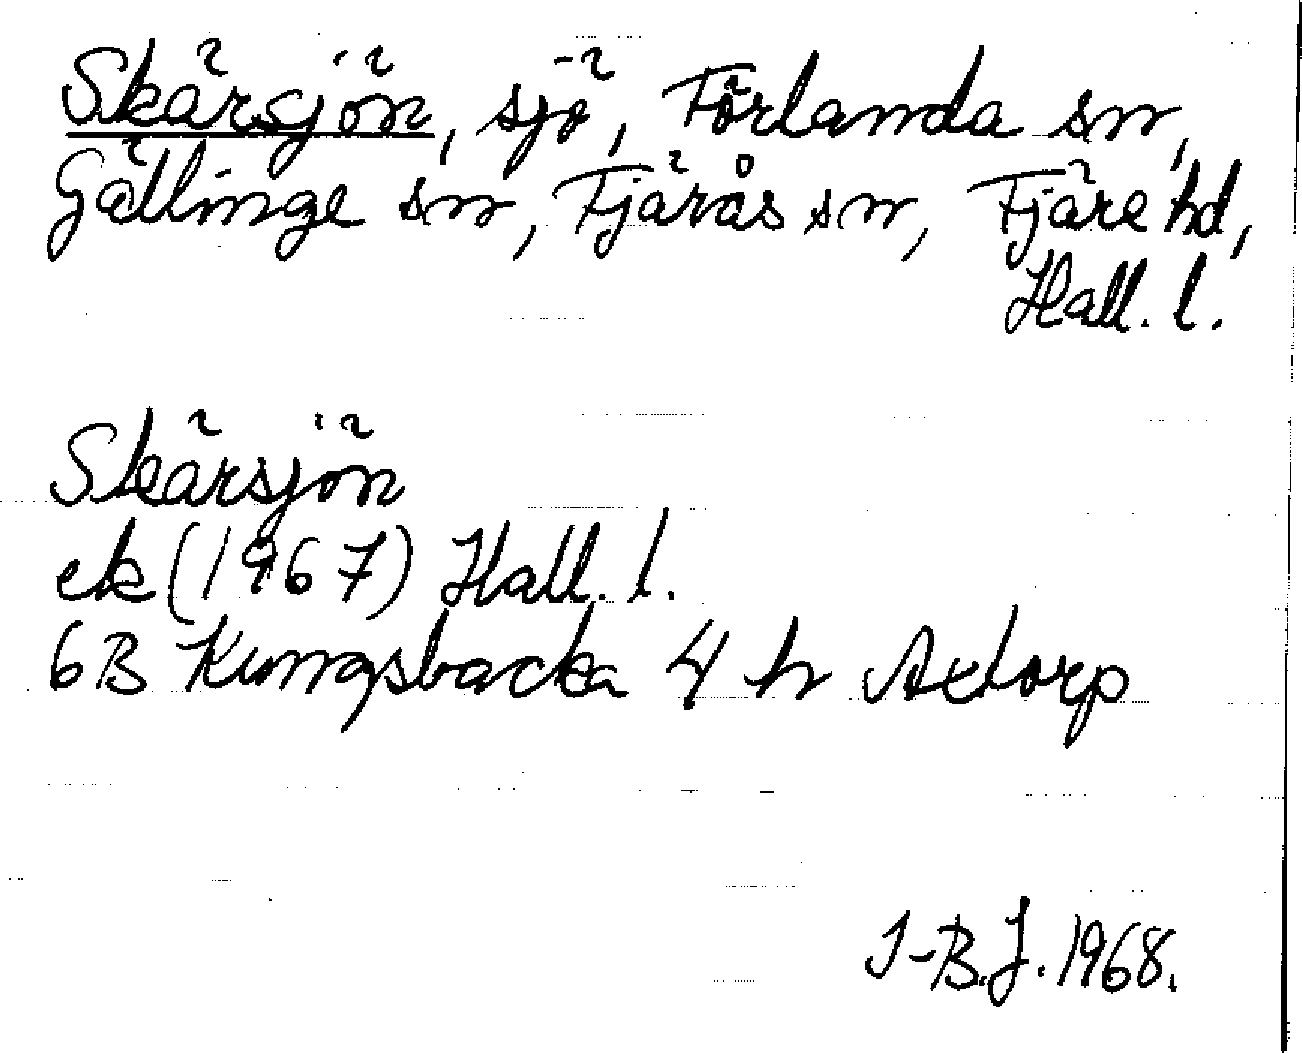 Skärsjön, sjö, Förlanda sn,
Gällinge sn, Fjärås sn, Fjäre hd,
Hall. l.
Skärsjön
ek (1967) Hall. l.
6B Kungsbacka 4 h
I-B.J. 1968.